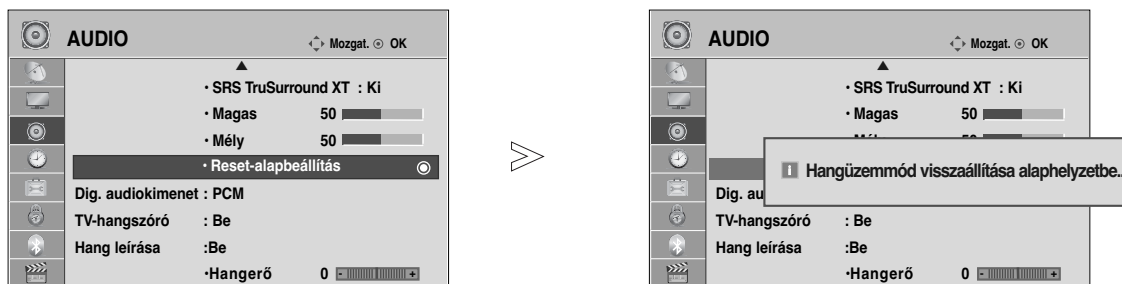 AUDIO
Mozgat. OK
• SRS TruSurround XT : Ki
• Magas 50
• Mély 50
• Reset-alapbeállítás
Dig. audiokimenet : PCM
TV-hangszóró : Be
Hang leírása :Be
•Hangerő 0 - +
AUDIO
Mozgat. OK
• SRS TruSurround XT : Ki
• Magas 50
i Hangüzemmód visszaállítása alaphelyzetbe..
Dig. au
TV-hangszóró : Be
Hang leírása :Be
•Hangerő 0 - +